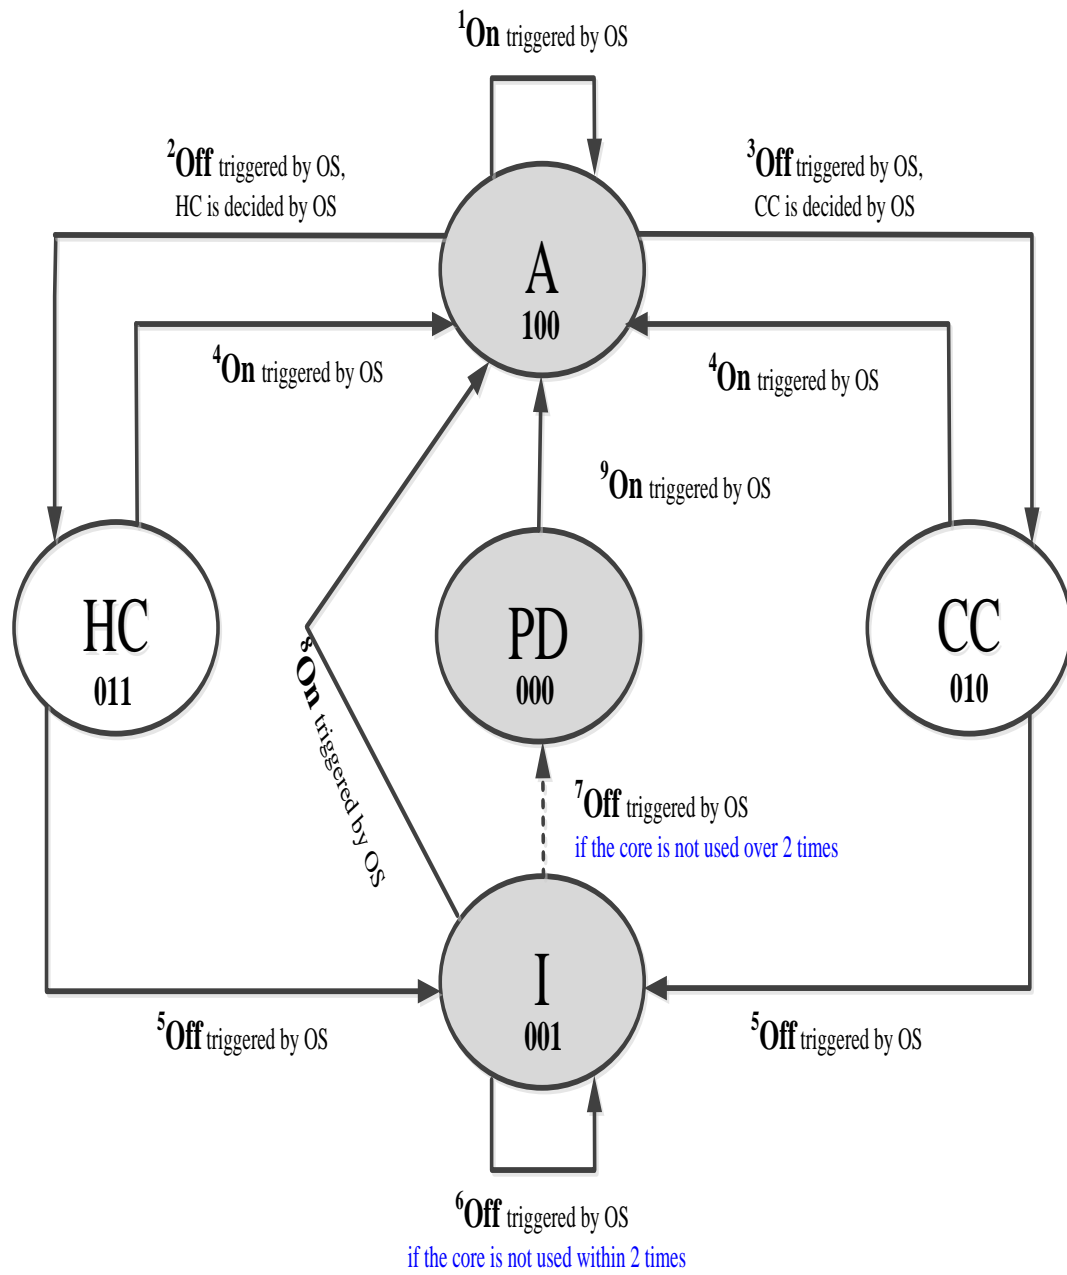 1On triggered by OS
2Off triggered by OS,
HC is decided by OS
3Off triggered by OS,
CC is decided by OS
A
100
4On triggered by OS
4On triggered by OS
9On triggered by OS
HC
011
PD
000
CC
010
8On triggered by OS
7Off triggered by OS
if the core is not used over 2 times
I
001
5Off triggered by OS
5Off triggered by OS
6Off triggered by OS
if the core is not used within 2 times